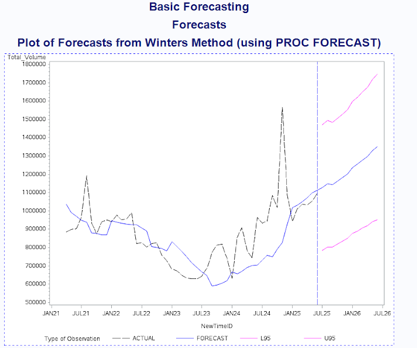 Basic Forecasting
Forecasts
Plot of Forecasts from Winters Method (using PROC FORECAST)
Total_Volume
1800000
1700000
1600000
1500000
1400000
1300000
1200000
1100000
1000000
900000
800000
700000
600000
500000
JAN21 JUL21 JAN22 JUL22 JAN23 JUL23 JAN24 JUL24 JAN25 JUL25 JAN26 JUL26
NewTimeID
Type of Observation ACTUAL FORECAST L95 U95